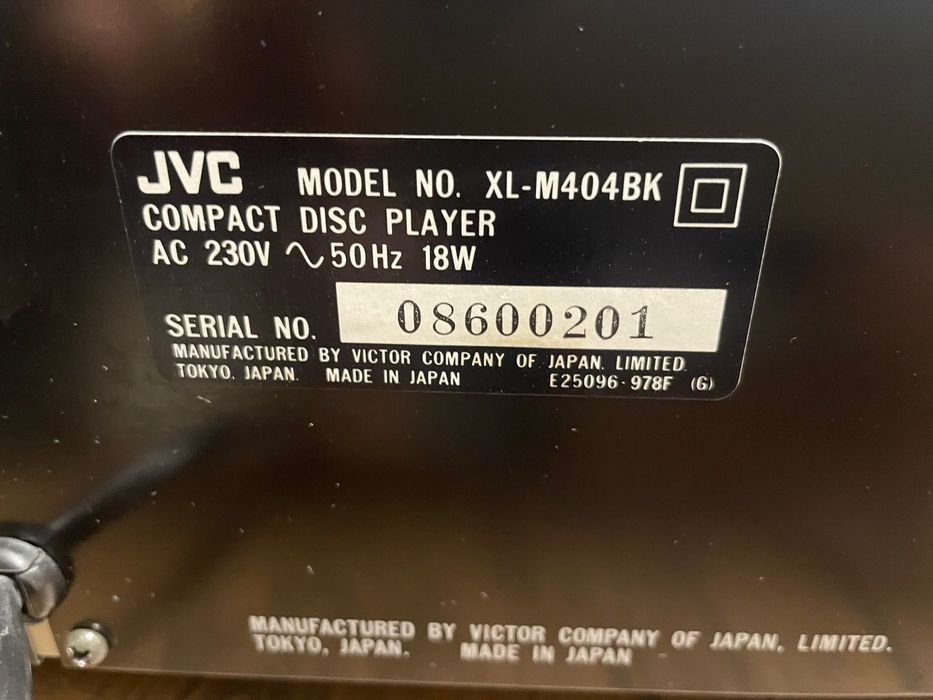 JVC MODEL NO. XL-M404BK
COMPACT DISC PLAYER
AC 230V ~ 50Hz 18W
SERIAL NO. 08600201
MANUFACTURED BY VICTOR COMPANY OF JAPAN, LIMITED.
TOKYO, JAPAN. MADE IN JAPAN E25096-978F (G)
MANUFACTURED BY VICTOR COMPANY OF JAPAN, LIMITED.
TOKYO, JAPAN. MADE IN JAPAN